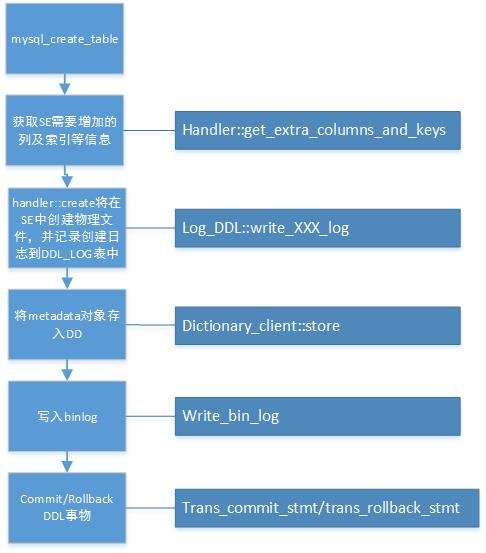 mysql_create_table
获取SE需要增加的
列及索引等信息
Handler::get_extra_columns_and_keys
handler::create将在
SE中创建物理文
件，并记录创建日
志到DDL_LOG表中
Log_DDL::write_XXX_log
将metadata对象存
入DD
Dictionary_client::store
写入binlog
Write_bin_log
Commit/Rollback
DDL事物
Trans_commit_stmt/trans_rollback_stmt